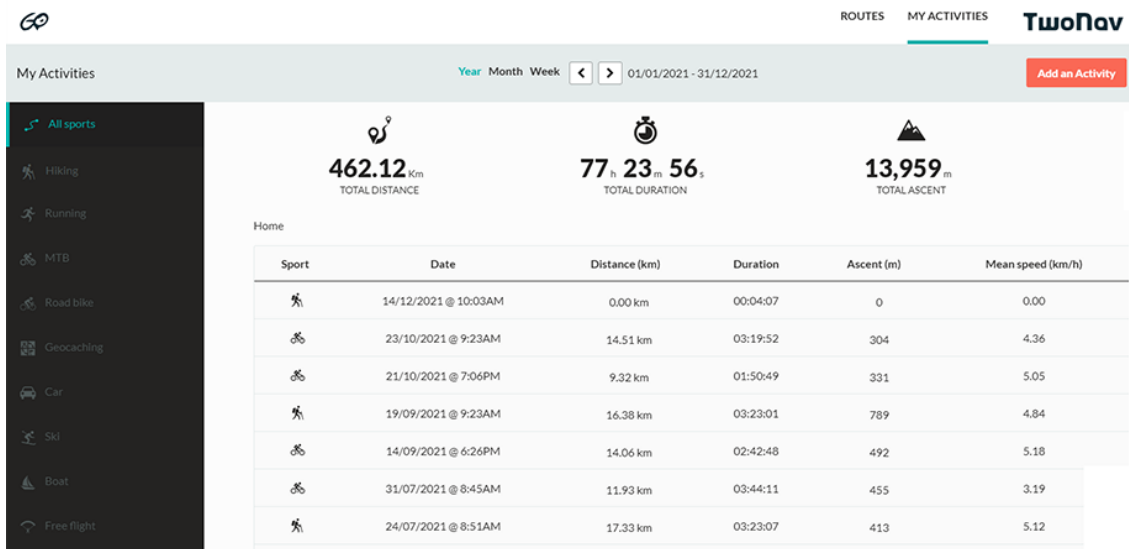 GO
ROUTES MY ACTIVITIES TwoNav
My Activities
Year Month Week 01/01/2021 - 31/12/2021
Add an Activity
All sports
Hiking
Running
MTB
Road bike
Geocaching
Car
Ski
Boat
Free flight
462.12 Km
TOTAL DISTANCE
77 h 23 m 56 s
TOTAL DURATION
13,959 m
TOTAL ASCENT
Home
Sport Date Distance (km) Duration Ascent (m) Mean speed (km/h)
14/12/2021 @ 10:03AM 0.00 km 00:04:07 0 0.00
23/10/2021 @ 9:23AM 14.51 km 03:19:52 304 4.36
21/10/2021 @ 7:06PM 9.32 km 01:50:49 331 5.05
19/09/2021 @ 9:23AM 16.38 km 03:23:01 789 4.84
14/09/2021 @ 6:26PM 14.06 km 02:42:48 492 5.18
31/07/2021 @ 8:45AM 11.93 km 03:44:11 455 3.19
24/07/2021 @ 8:51AM 17.33 km 03:23:07 413 5.12